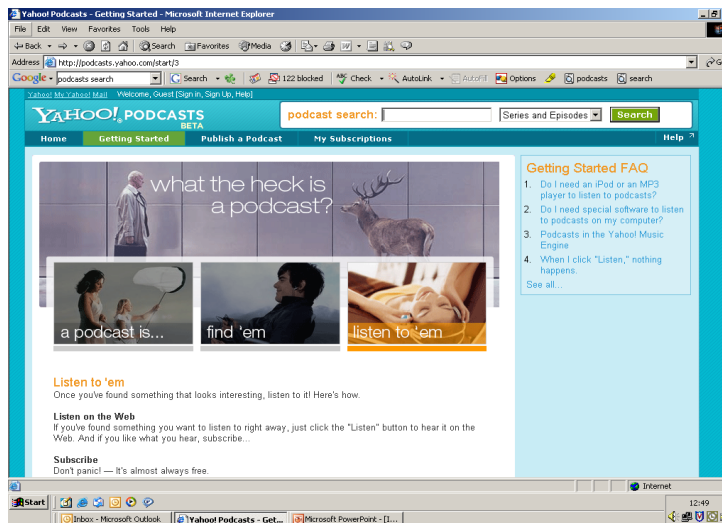 Yahoo! Podcasts - Getting Started - Microsoft Internet Explorer
File Edit View Favorites Tools Help
Back Search Favorites Media
Address http://podcasts.yahoo.com/start/3
Google podcasts search Search 122 blocked Check AutoLink AutoFill Options podcasts search
Yahoo! My Yahoo! Mail Welcome, Guest [Sign in, Sign Up, Help]
YAHOO! PODCASTS
BETA
podcast search: Series and Episodes Search
Home Getting Started Publish a Podcast My Subscriptions Help
what the heck is
a podcast?
a podcast is... find 'em listen to 'em
Listen to 'em
Once you've found something that looks interesting, listen to it! Here's how.
Listen on the Web
If you've found something you want to listen to right away, just click the "Listen" button to hear it on the
Web. And if you like what you hear, subscribe...
Subscribe
Don't panic! — It's almost always free.
Getting Started FAQ
1. Do I need an iPod or an MP3
player to listen to podcasts?
2. Do I need special software to listen
to podcasts on my computer?
3. Podcasts in the Yahoo! Music
Engine
4. When I click "Listen," nothing
happens.
See all...
Internet
Start 12:49
Inbox - Microsoft Outlook Yahoo! Podcasts - Get... Microsoft PowerPoint - [I...